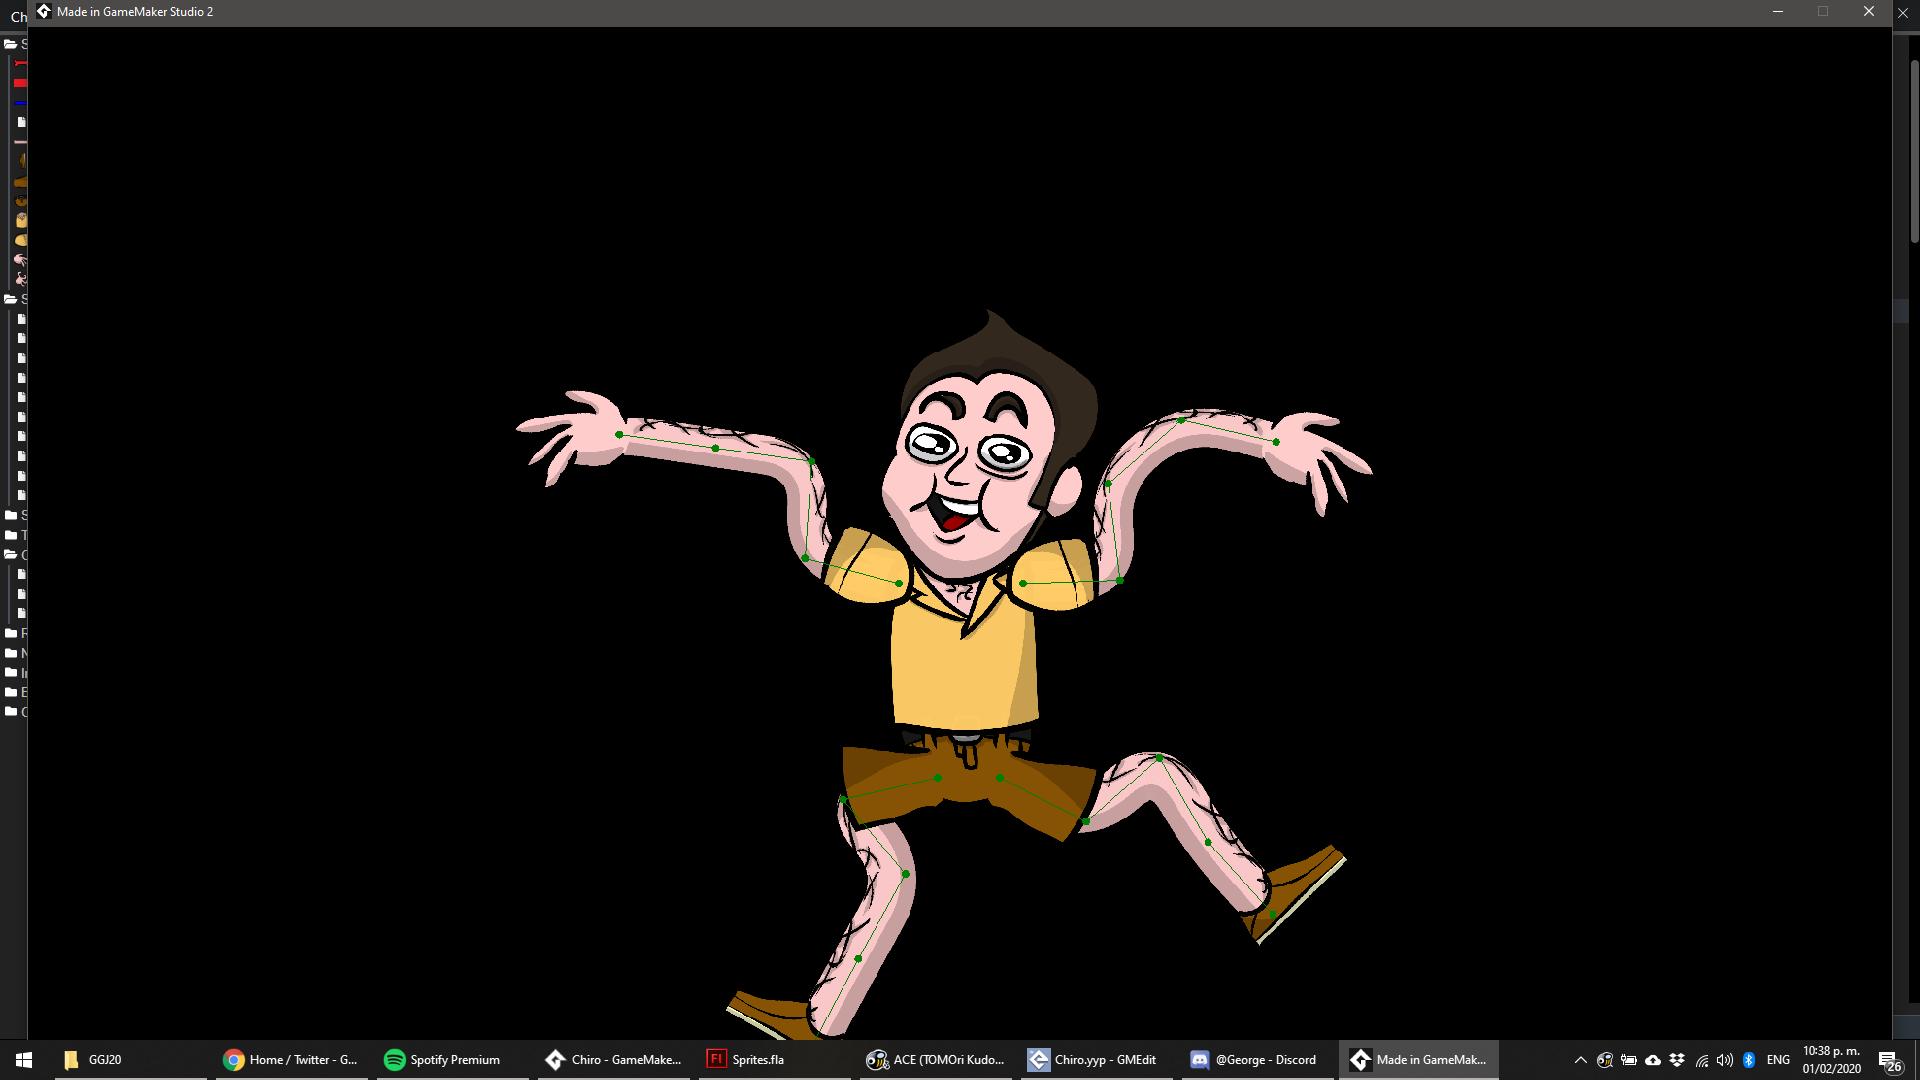 Ch
Made in GameMaker Studio 2
GGJ20
Home / Twitter - G...
Spotify Premium
Chiro - GameMake...
Sprites.fla
ACE (TOMOri Kudo...
Chiro.yyp - GMEdit
@George - Discord
Made in GameMak...
ENG
10:38 p. m.
01/02/2020
26